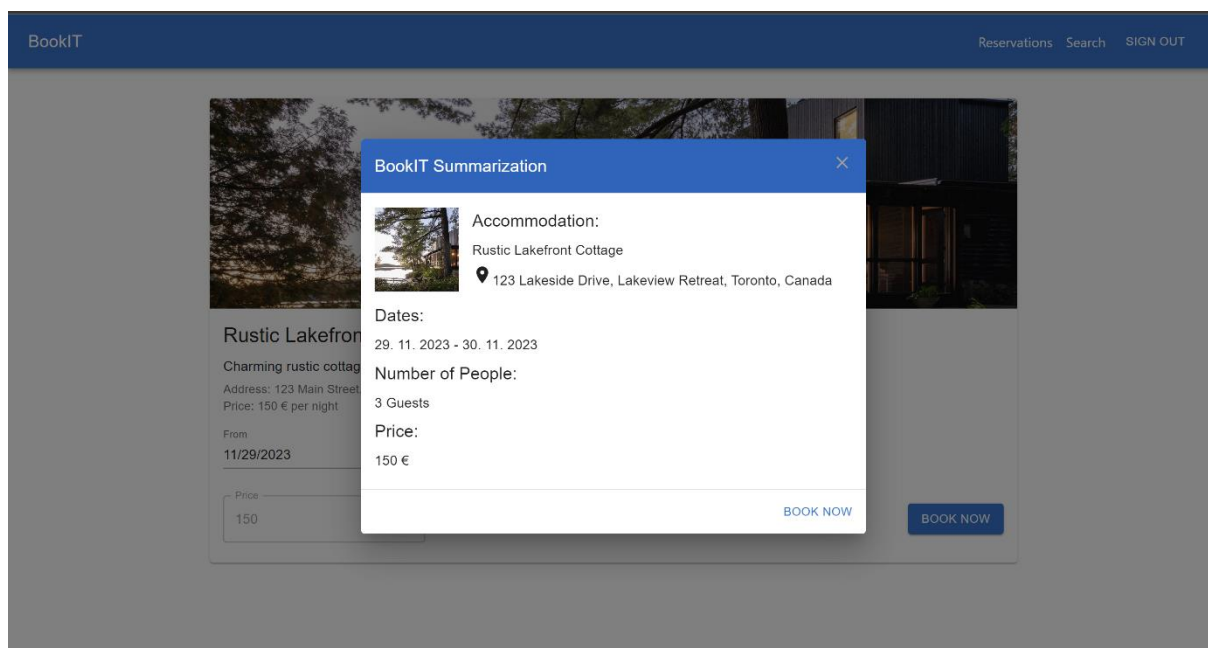 BookIT
Reservations Search SIGN OUT
BookIT Summarization
Accommodation:
Rustic Lakefront Cottage
123 Lakeside Drive, Lakeview Retreat, Toronto, Canada
Dates:
29. 11. 2023 - 30. 11. 2023
Number of People:
3 Guests
Price:
150 €
BOOK NOW
Rustic
Charming rustic
Address: 123 Main Street
Price: 150 € per night
From
11/29/2023
Price
150
BOOK NOW